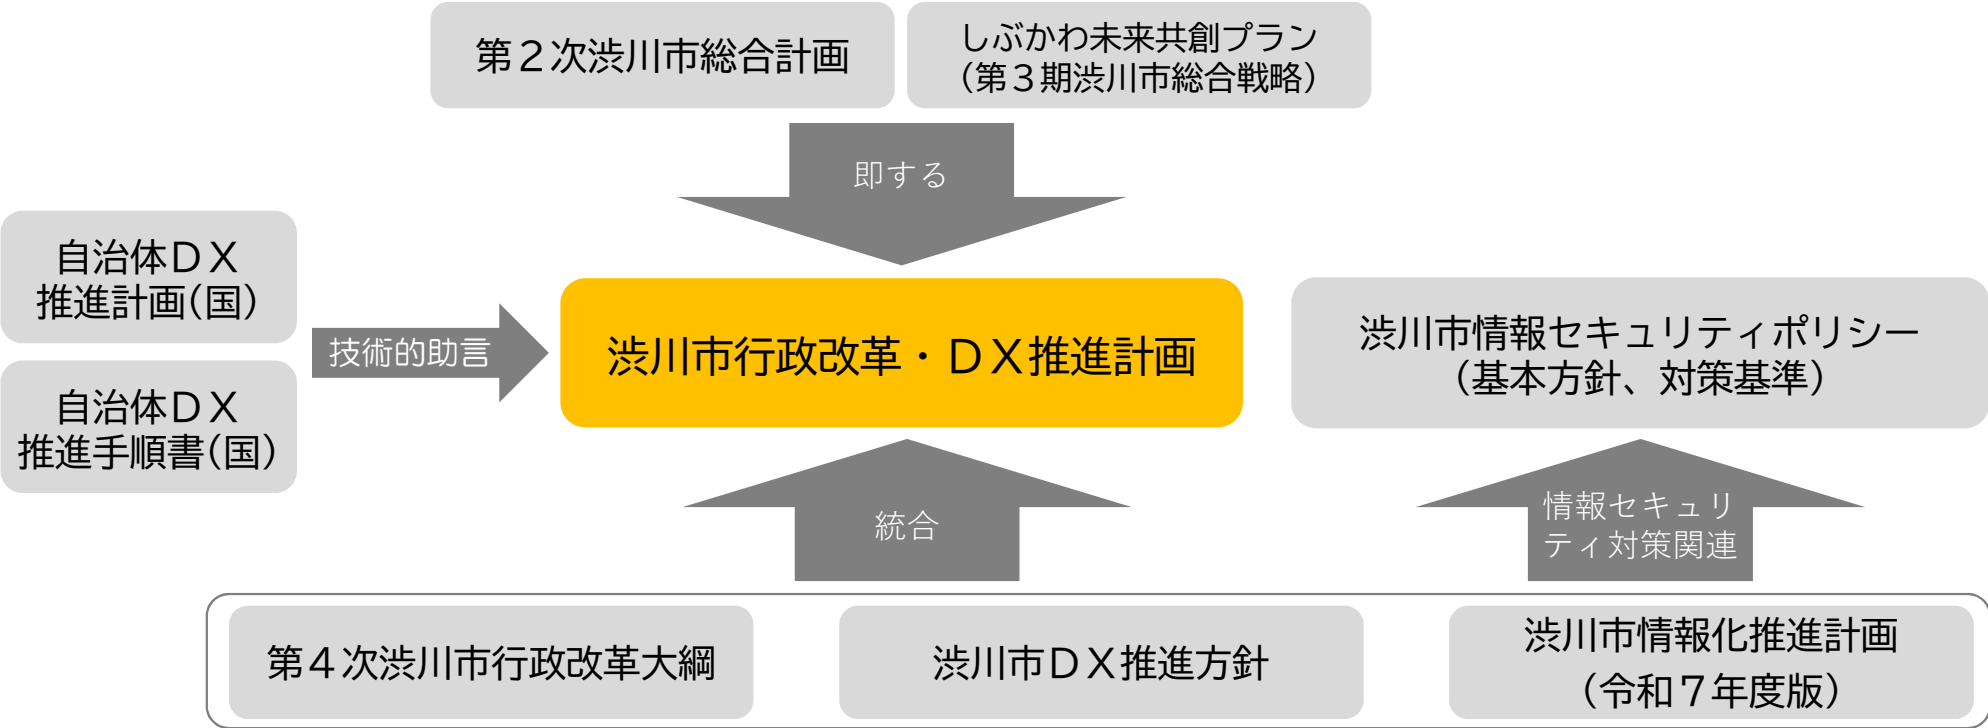 第２次渋川市総合計画
しぶかわ未来共創プラン
（第３期渋川市総合戦略）
即する
自治体ＤＸ
推進計画(国)
自治体ＤＸ
推進手順書(国)
技術的助言
渋川市行政改革・ＤＸ推進計画
渋川市情報セキュリティポリシー
（基本方針、対策基準）
統合
情報セキュリ
ティ対策関連
第４次渋川市行政改革大綱
渋川市ＤＸ推進方針
渋川市情報化推進計画
（令和７年度版）